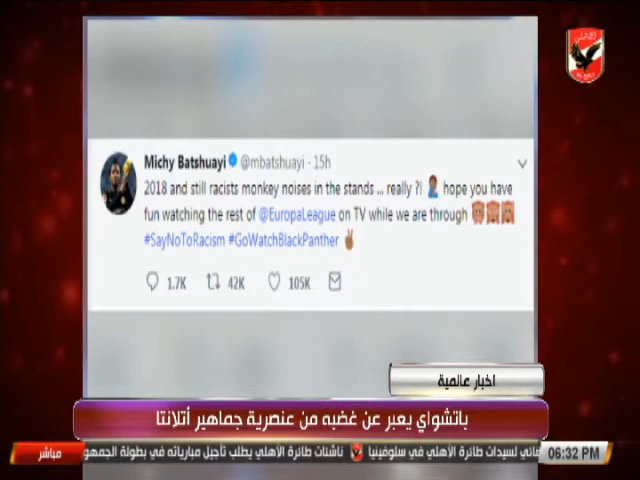 Michy Batshuayi @mbatshuayi · 15h
2018 and still racists monkey noises in the stands ... really ?! hope you have
fun watching the rest of @EuropaLeague on TV while we are through
#SayNoToRacism #GoWatchBlackPanther
1.7K 42K 105K
اخبار عالمية
باتشواي يعبر عن غضبه من عنصرية جماهير أتلانتا
مباشر
لسيدات طائرة الأهلي في سلوفينيا ناشئات طائرة الأهلي يطلب تأجيل مبارياته في بطولة
06:32 PM